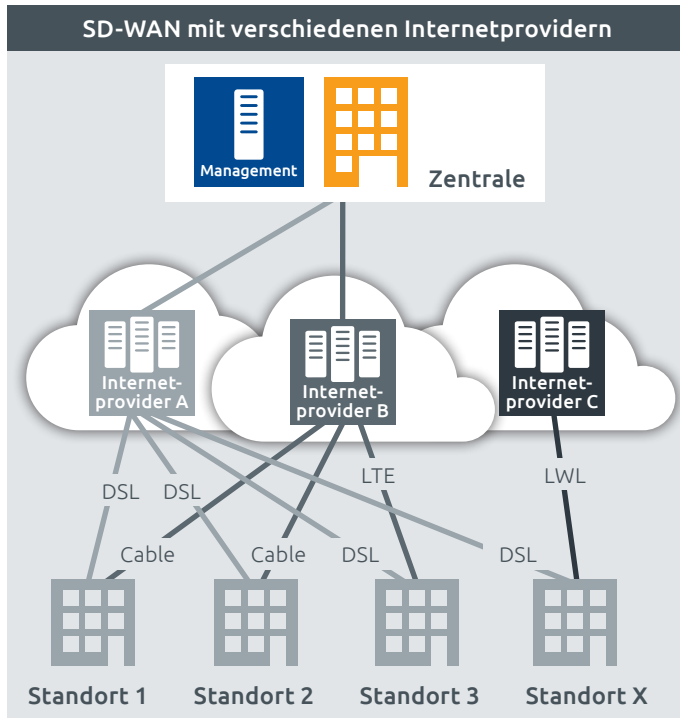 SD-WAN mit verschiedenen Internetprovidern
Management
Zentrale
Internet-
provider A
Internet-
provider B
Internet-
provider C
DSL
DSL
LTE
LWL
Cable
Cable
DSL
DSL
Standort 1
Standort 2
Standort 3
Standort X